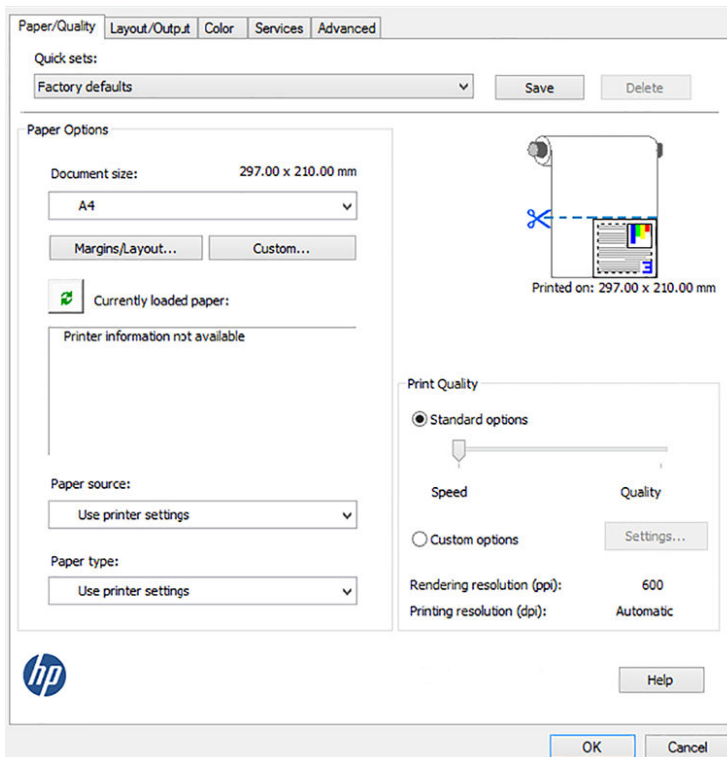 Paper/Quality Layout/Output Color Services Advanced
Quick sets:
Factory defaults
Save
Delete
Paper Options
Document size: 297.00 x 210.00 mm
A4
Margins/Layout... Custom...
Currently loaded paper:
Printer information not available
Paper source:
Use printer settings
Paper type:
Use printer settings
3
Printed on: 297.00 x 210.00 mm
Print Quality
Standard options
Speed Quality
Custom options Settings...
Rendering resolution (ppi): 600
Printing resolution (dpi): Automatic
hp
Help
OK Cancel